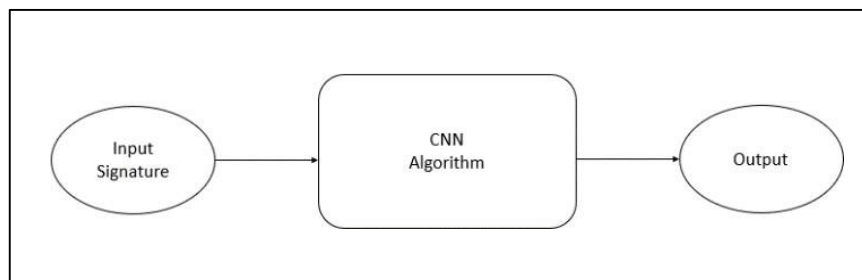 Input
Signature
CNN
Algorithm
Output